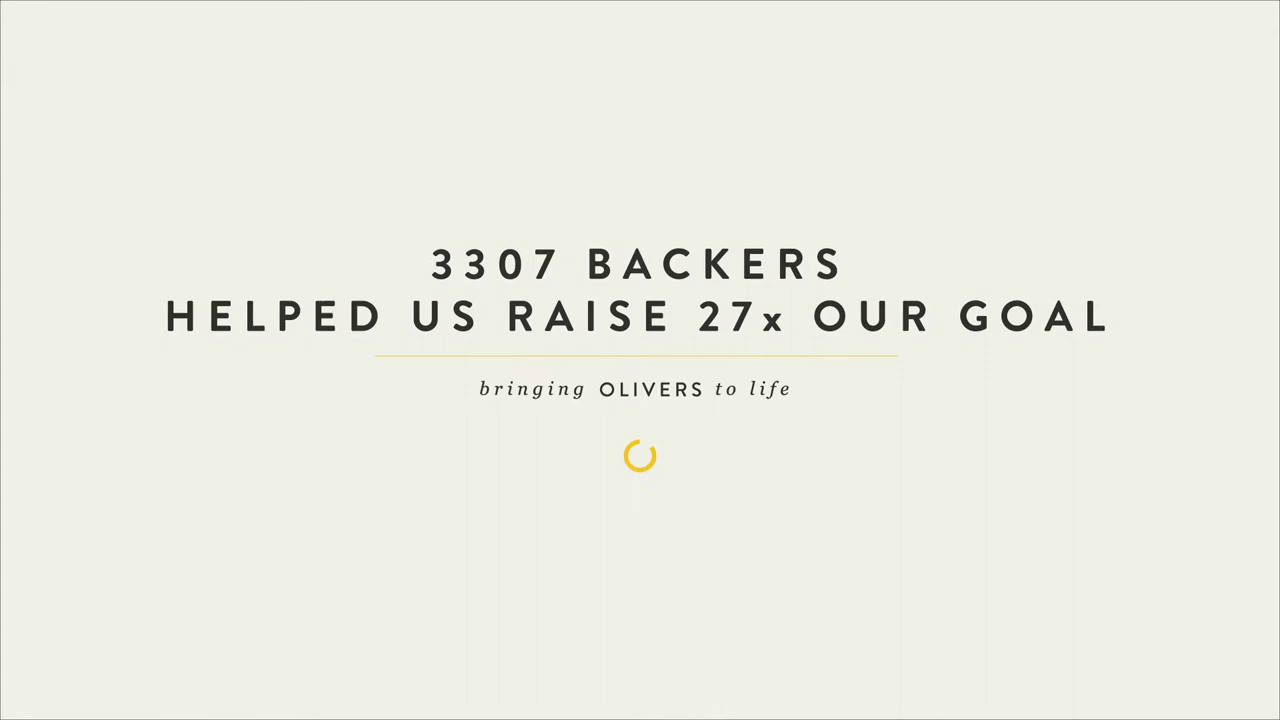 3307 BACKERS
HELPED US RAISE 27x OUR GOAL
bringing OLIVERS to life